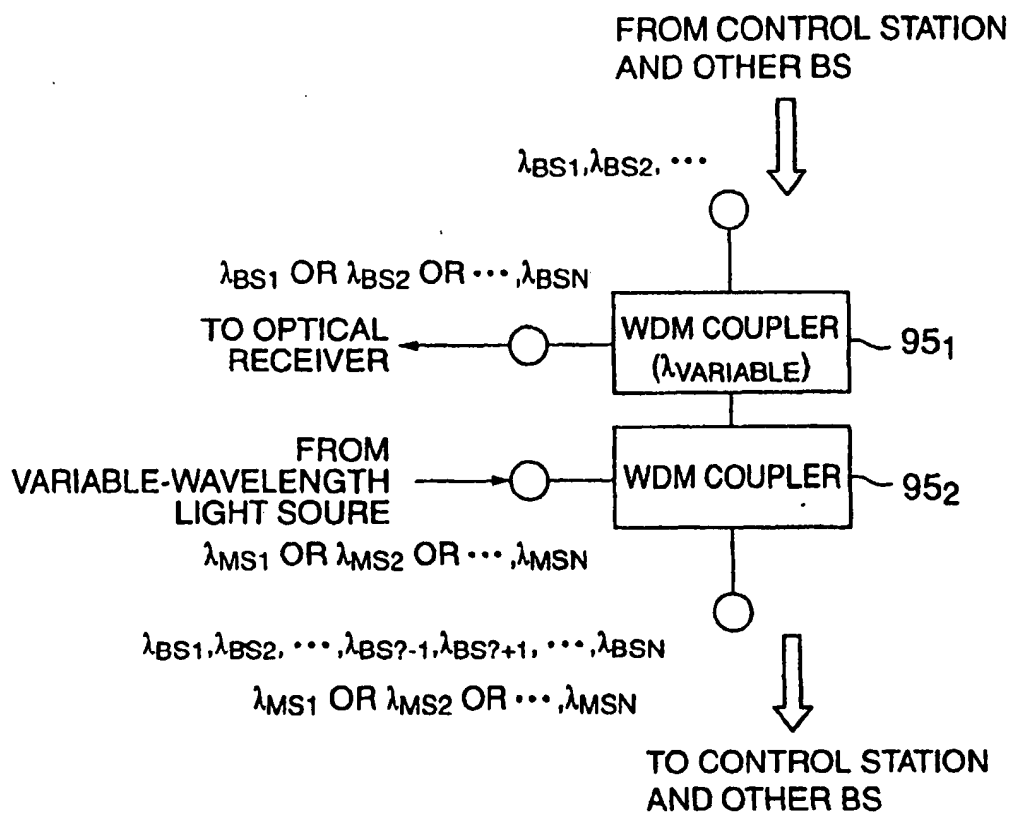 FROM CONTROL STATION
AND OTHER BS
λBS1,λBS2, ···
λBS1 OR λBS2 OR ···,λBSN
TO OPTICAL
RECEIVER
WDM COUPLER
(λVARIABLE)
95₁
FROM
VARIABLE-WAVELENGTH
LIGHT SOURE
WDM COUPLER
95₂
λMS1 OR λMS2 OR ···,λMSN
λBS1,λBS2, ···,λBS?-1,λBS?+1, ···,λBSN
λMS1 OR λMS2 OR ···,λMSN
TO CONTROL STATION
AND OTHER BS